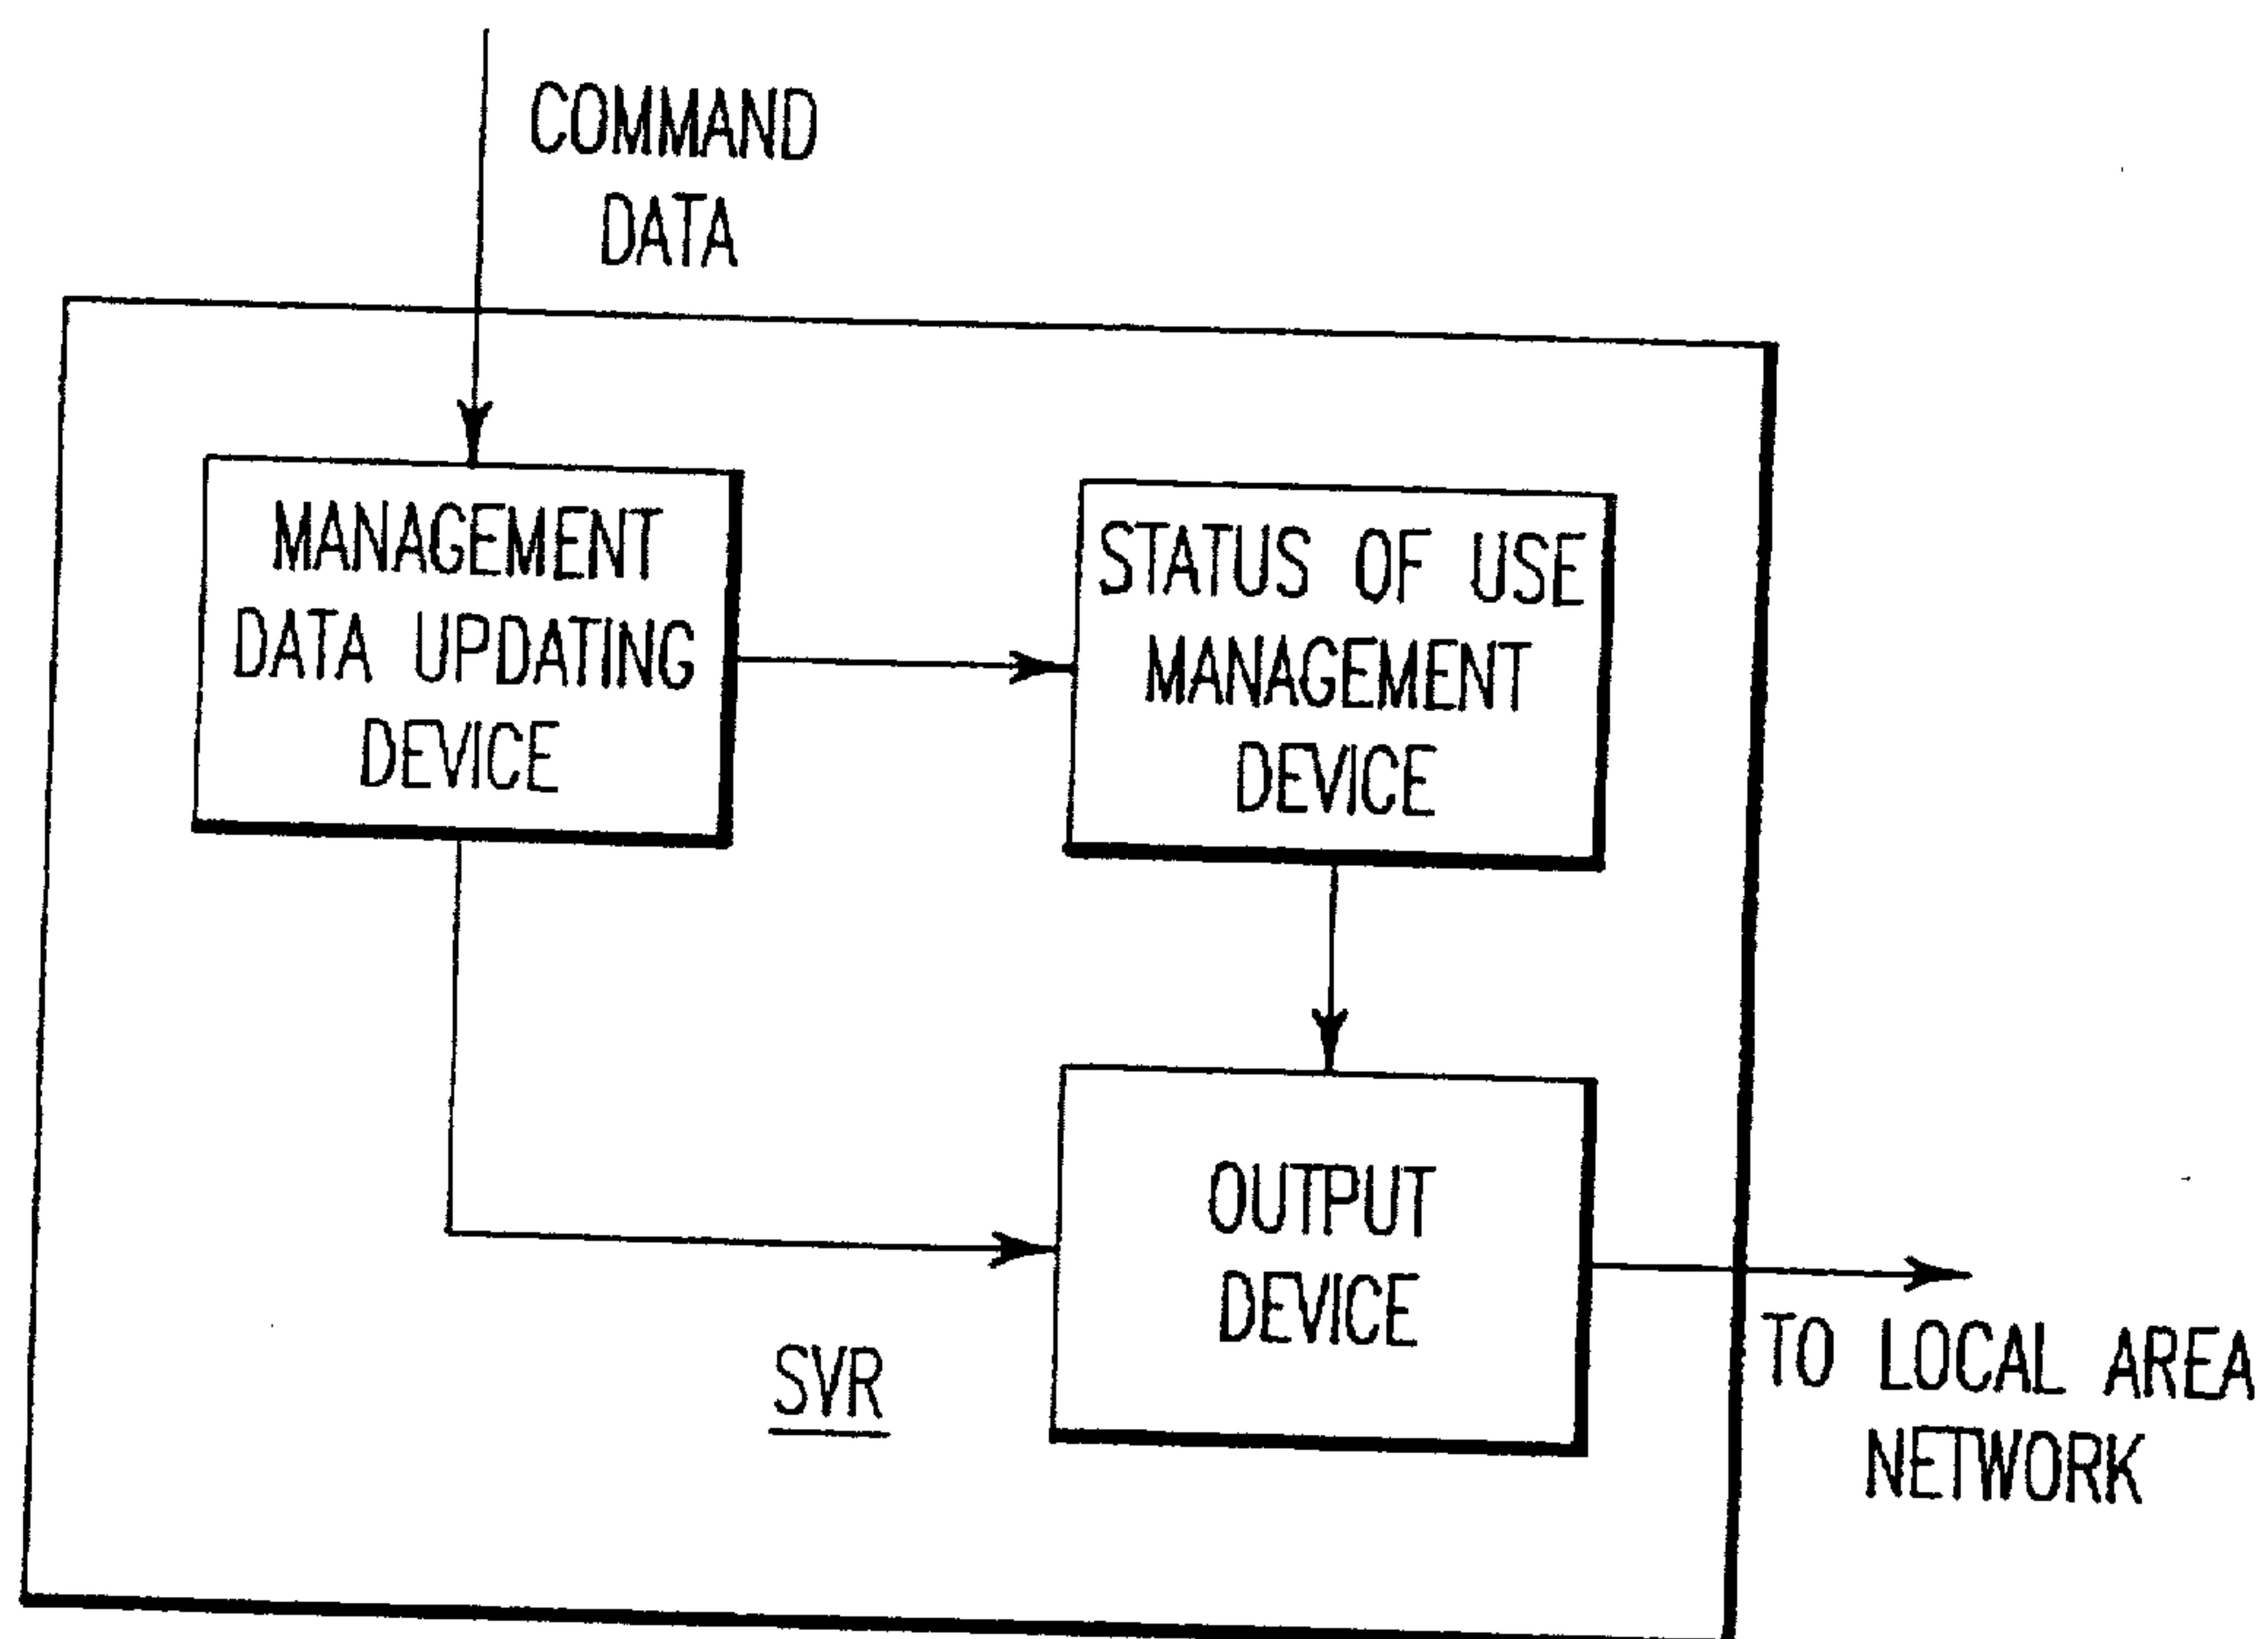 COMMAND
DATA
MANAGEMENT
DATA UPDATING
DEVICE
STATUS OF USE
MANAGEMENT
DEVICE
OUTPUT
DEVICE
SVR
TO LOCAL AREA
NETWORK